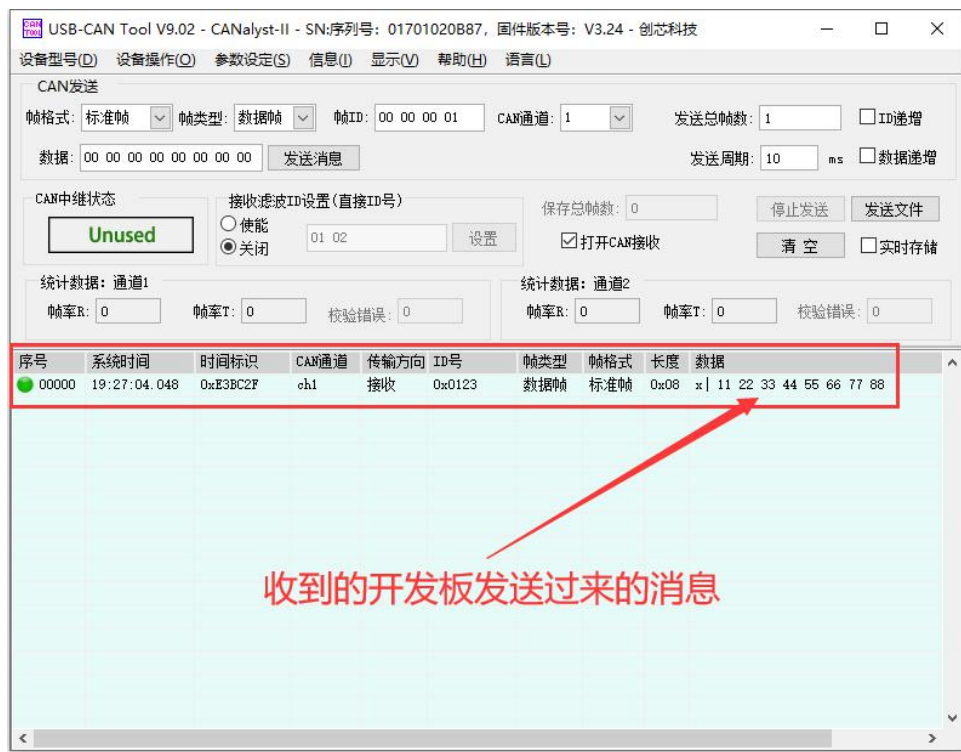 USB-CAN Tool V9.02 - CANalyst-II - SN:序列号: 01701020B87, 固件版本号: V3.24 - 创芯科技
设备型号(D) 设备操作(O) 参数设定(S) 信息(I) 显示(V) 帮助(H) 语言(L)
CAN发送
帧格式: 标准帧 帧类型: 数据帧 帧ID: 00 00 00 01 CAN通道: 1 发送总帧数: 1 ID递增
数据: 00 00 00 00 00 00 00 00 发送消息 发送周期: 10 ms 数据递增
CAN中继状态 接收滤波ID设置(直接ID号)
Unused 使能 关闭 01 02 设置
保存总帧数: 0 停止发送 发送文件
打开CAN接收 清空 实时存储
统计数据: 通道1 统计数据: 通道2
帧率R: 0 帧率T: 0 校验错误: 0 帧率R: 0 帧率T: 0 校验错误: 0
序号 系统时间 时间标识 CAN通道 传输方向 ID号 帧类型 帧格式 长度 数据
00000 19:27:04.048 0xE3BC2F ch1 接收 0x0123 数据帧 标准帧 0x08 x| 11 22 33 44 55 66 77 88
收到的开发板发送过来的消息